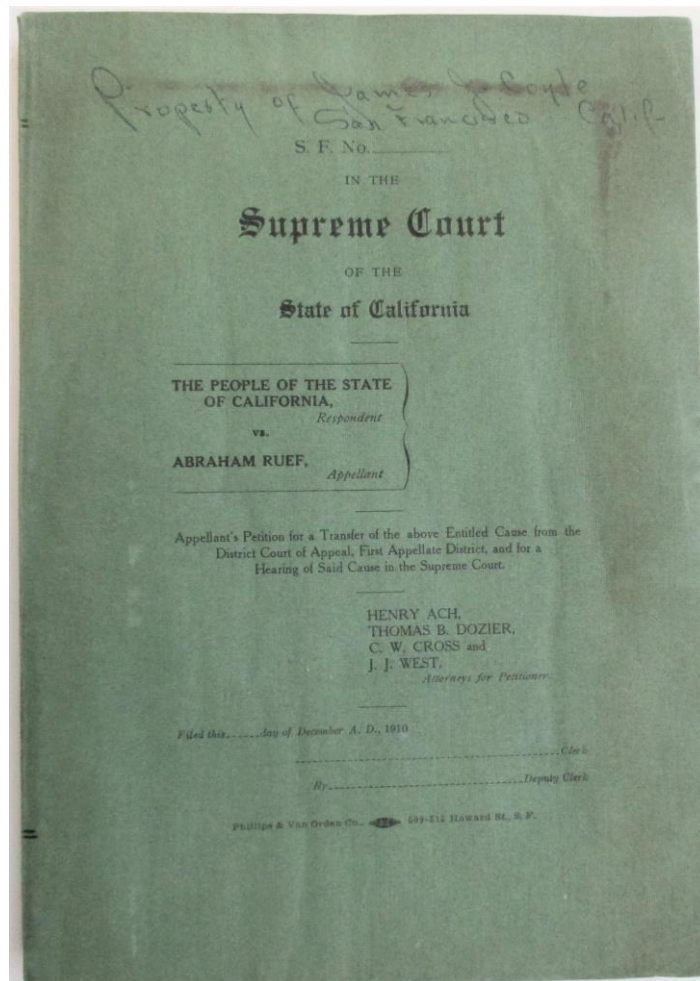 Property of James J. Coyle
San Francisco Calif-
S. F. No.
IN THE
Supreme Court
OF THE
State of California
THE PEOPLE OF THE STATE
OF CALIFORNIA,
Respondent
vs.
ABRAHAM RUEF,
Appellant
Appellant's Petition for a Transfer of the above Entitled Cause from the
District Court of Appeal, First Appellate District, and for a
Hearing of Said Cause in the Supreme Court.
HENRY ACH,
THOMAS B. DOZIER,
C. W. CROSS and
J. J. WEST,
Attorneys for Petitioner.
Filed this........day of December A. D., 1910
Clerk
By Deputy Clerk
Phillips & Van Orden Co., Howard St., S. F.